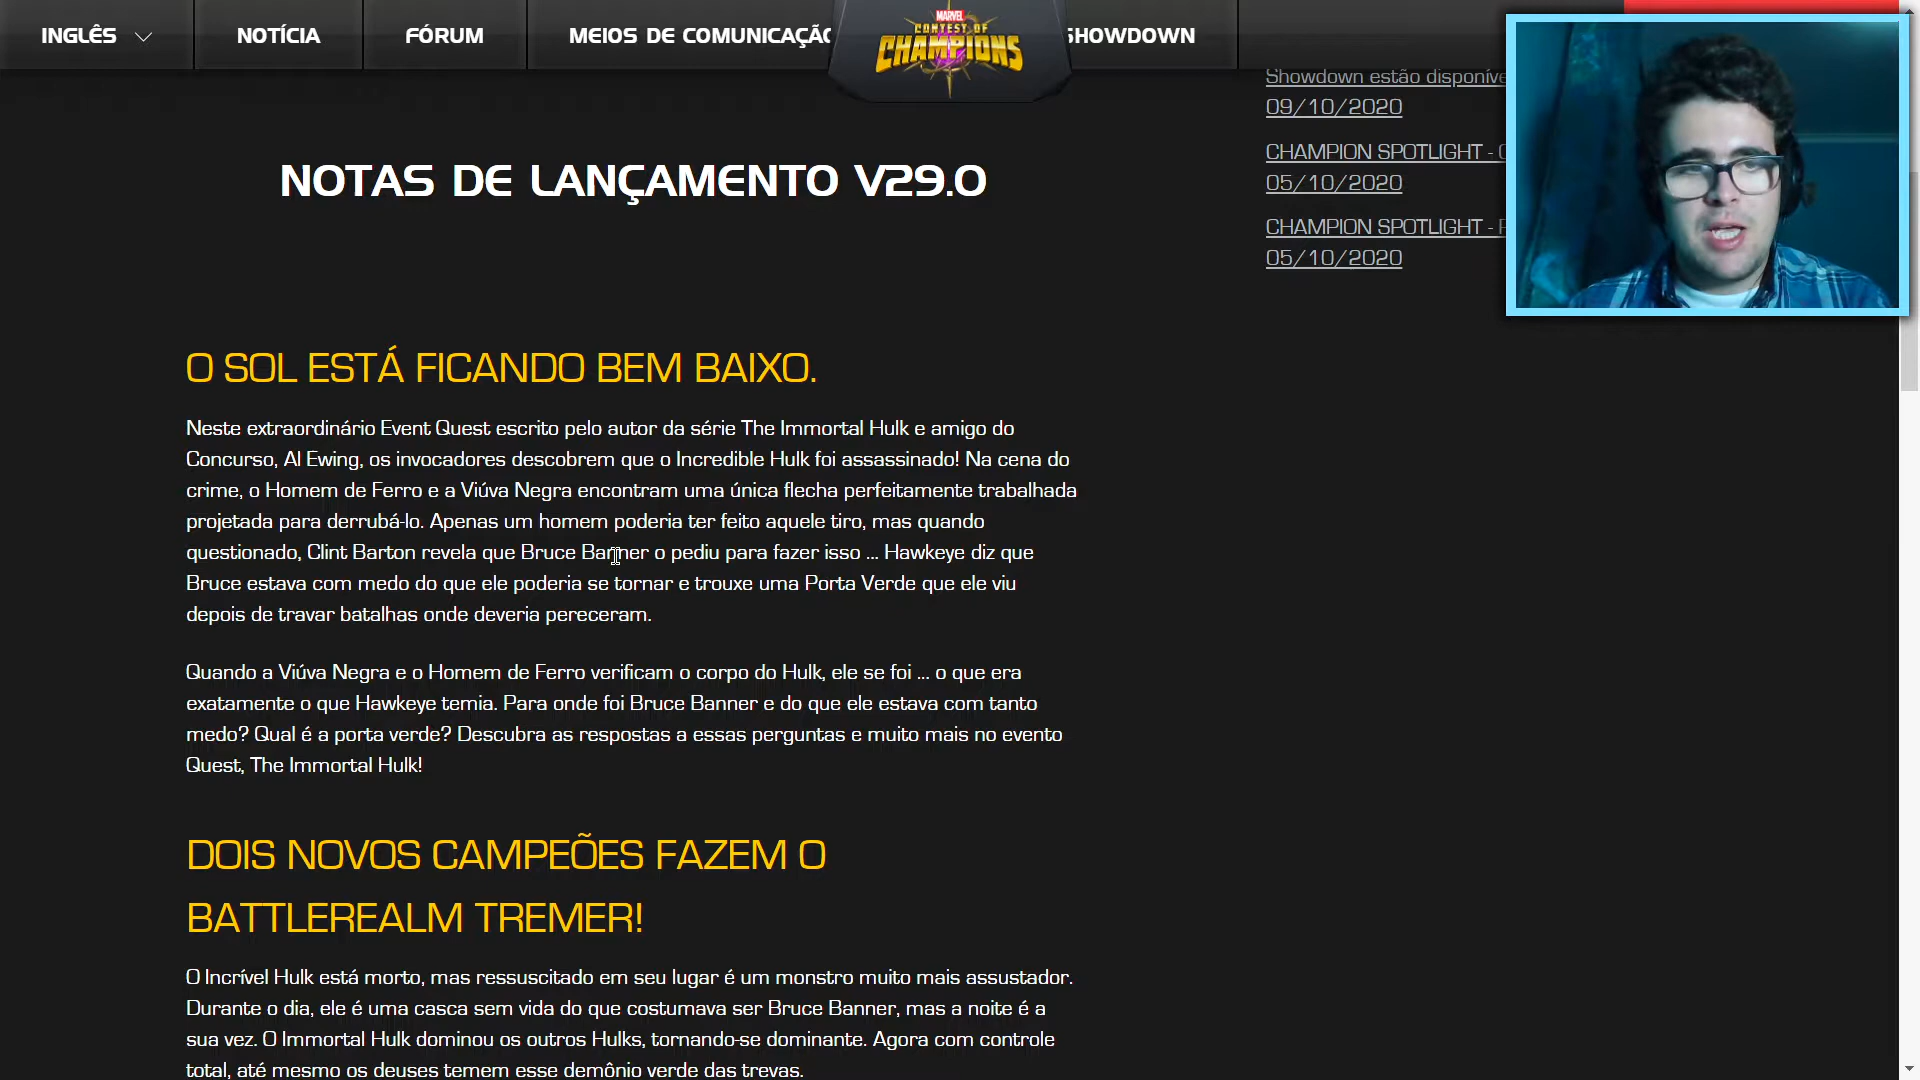 INGLÊS
NOTÍCIA
FÓRUM
MEIOS DE COMUNICAÇÃO
MARVEL
CONTEST OF
CHAMPIONS
SHOWDOWN
Showdown estão disponíve
09/10/2020
CHAMPION SPOTLIGHT -
05/10/2020
CHAMPION SPOTLIGHT -
05/10/2020
NOTAS DE LANÇAMENTO V29.0
O SOL ESTÁ FICANDO BEM BAIXO.
Neste extraordinário Event Quest escrito pelo autor da série The Immortal Hulk e amigo do
Concurso, Al Ewing, os invocadores descobrem que o Incredible Hulk foi assassinado! Na cena do
crime, o Homem de Ferro e a Viúva Negra encontram uma única flecha perfeitamente trabalhada
projetada para derrubá-lo. Apenas um homem poderia ter feito aquele tiro, mas quando
questionado, Clint Barton revela que Bruce Banner o pediu para fazer isso ... Hawkeye diz que
Bruce estava com medo do que ele poderia se tornar e trouxe uma Porta Verde que ele viu
depois de travar batalhas onde deveria pereceram.
Quando a Viúva Negra e o Homem de Ferro verificam o corpo do Hulk, ele se foi ... o que era
exatamente o que Hawkeye temia. Para onde foi Bruce Banner e do que ele estava com tanto
medo? Qual é a porta verde? Descubra as respostas a essas perguntas e muito mais no evento
Quest, The Immortal Hulk!
DOIS NOVOS CAMPEÕES FAZEM O
BATTLEREALM TREMER!
O Incrível Hulk está morto, mas ressuscitado em seu lugar é um monstro muito mais assustador.
Durante o dia, ele é uma casca sem vida do que costumava ser Bruce Banner, mas a noite é a
sua vez. O Immortal Hulk dominou os outros Hulks, tornando-se dominante. Agora com controle
total, até mesmo os deuses temem esse demônio verde das trevas.